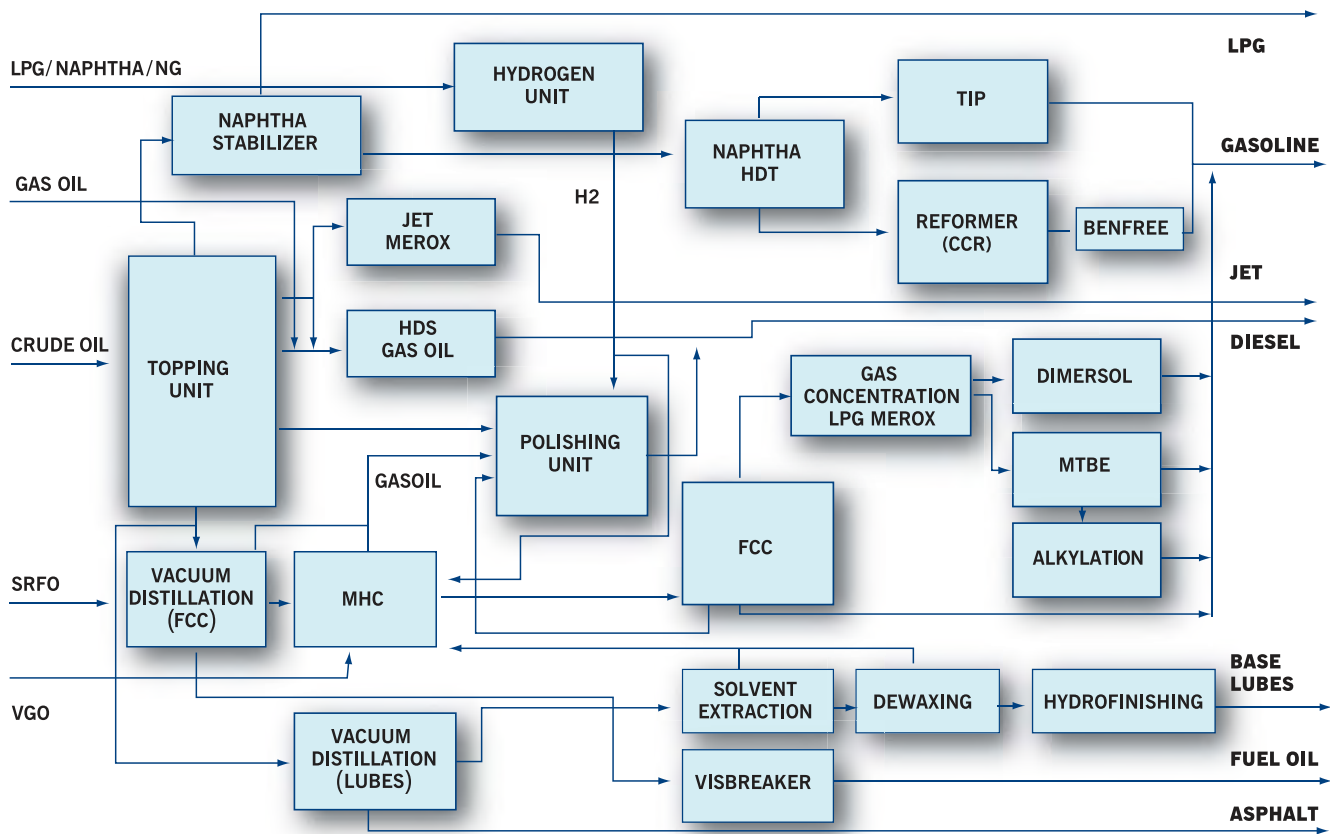 LPG
LPG/NAPHTHA/NG
HYDROGEN
UNIT
TIP
NAPHTHA
STABILIZER
NAPHTHA
HDT
GASOLINE
GAS OIL
H2
JET
MEROX
REFORMER
(CCR)
BENFREE
JET
CRUDE OIL
TOPPING
UNIT
HDS
GAS OIL
DIESEL
GAS
CONCENTRATION
LPG MEROX
DIMERSOL
POLISHING
UNIT
GASOIL
MTBE
FCC
ALKYLATION
SRFO
VACUUM
DISTILLATION
(FCC)
MHC
BASE
LUBES
VGO
SOLVENT
EXTRACTION
DEWAXING
HYDROFINISHING
VACUUM
DISTILLATION
(LUBES)
VISBREAKER
FUEL OIL
ASPHALT